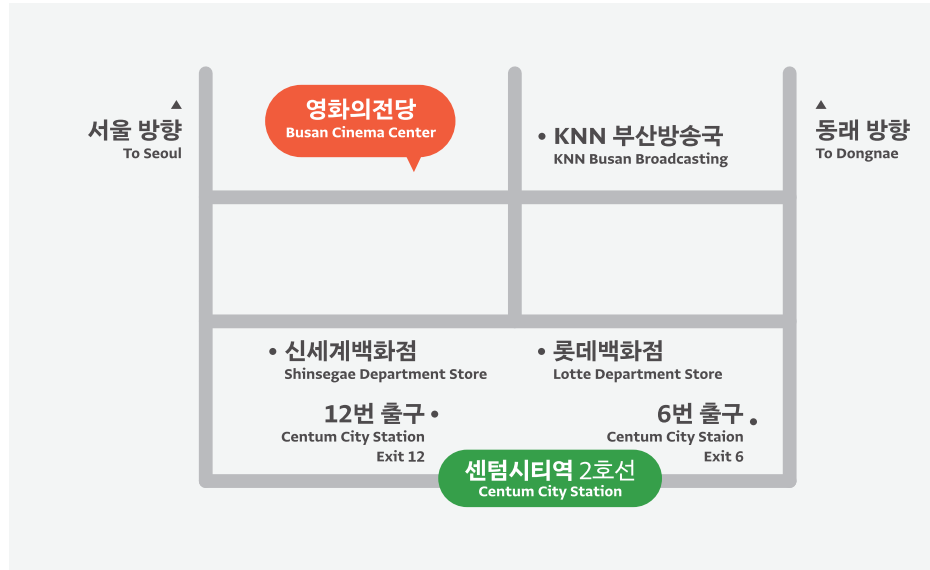 서울 방향
To Seoul
영화의전당
Busan Cinema Center
KNN 부산방송국
KNN Busan Broadcasting
동래 방향
To Dongnae
신세계백화점
Shinsegae Department Store
롯데백화점
Lotte Department Store
12번 출구
Centum City Station
Exit 12
6번 출구
Centum City Staion
Exit 6
센텀시티역 2호선
Centum City Station